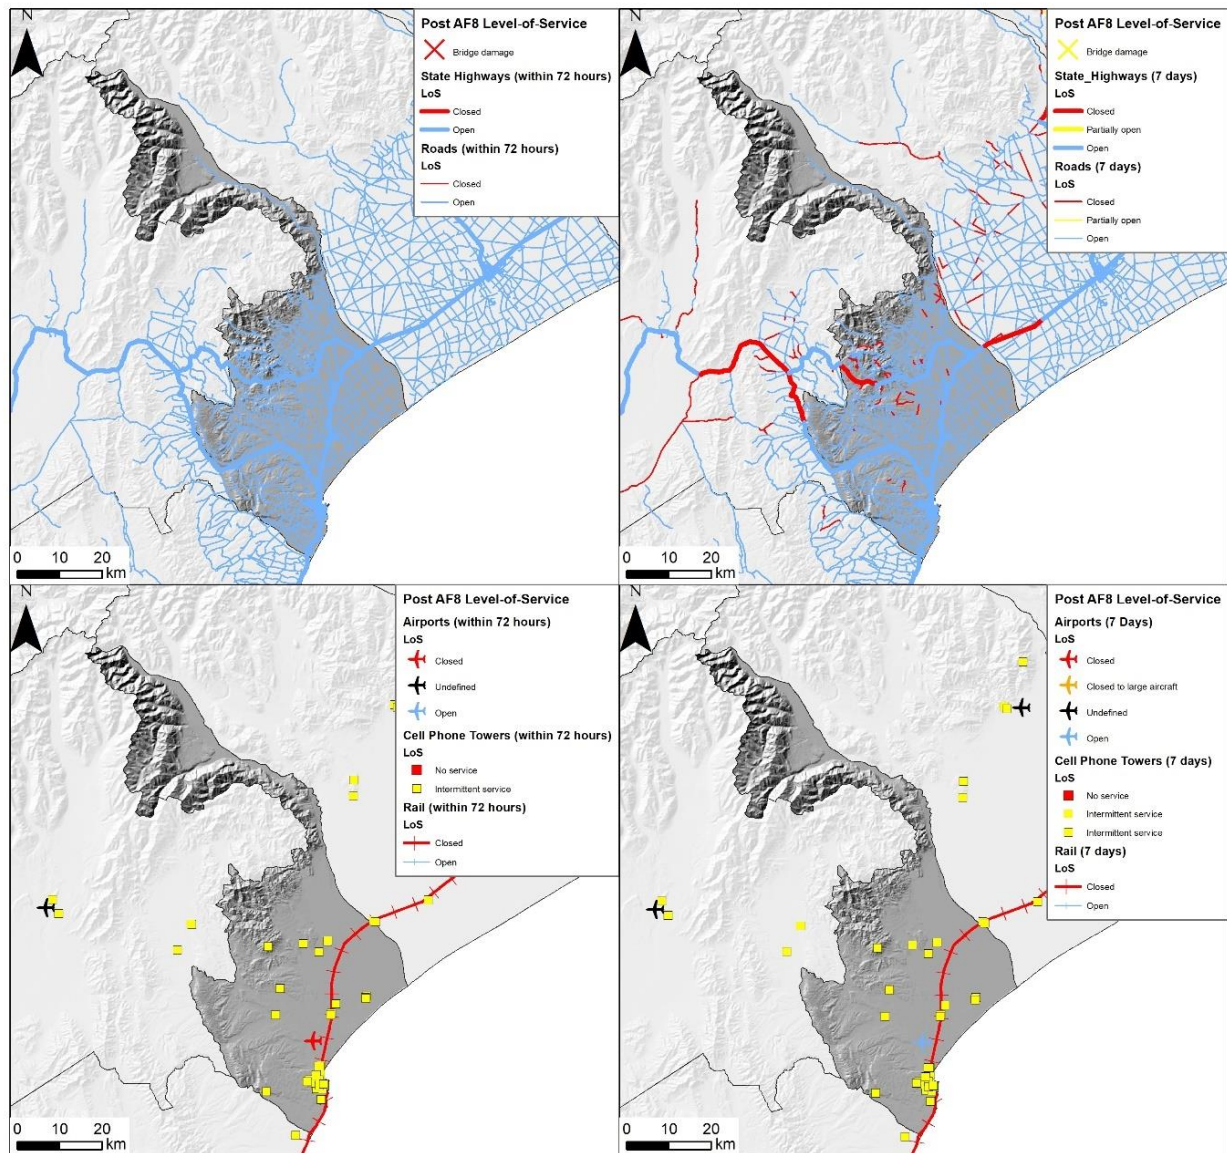 N
Post AF8 Level-of-Service
Bridge damage
State Highways (within 72 hours)
LoS
Closed
Open
Roads (within 72 hours)
LoS
Closed
Open
0 10 20
km
N
Post AF8 Level-of-Service
Bridge damage
State_Highways (7 days)
LoS
Closed
Partially open
Open
Roads (7 days)
LoS
Closed
Partially open
Open
0 10 20
km
N
Post AF8 Level-of-Service
Airports (within 72 hours)
LoS
Closed
Undefined
Open
Cell Phone Towers (within 72 hours)
LoS
No service
Intermittent service
Rail (within 72 hours)
LoS
Closed
Open
0 10 20
km
N
Post AF8 Level-of-Service
Airports (7 Days)
LoS
Closed
Closed to large aircraft
Undefined
Open
Cell Phone Towers (7 days)
LoS
No service
Intermittent service
Intermittent service
Rail (7 days)
LoS
Closed
Open
0 10 20
km